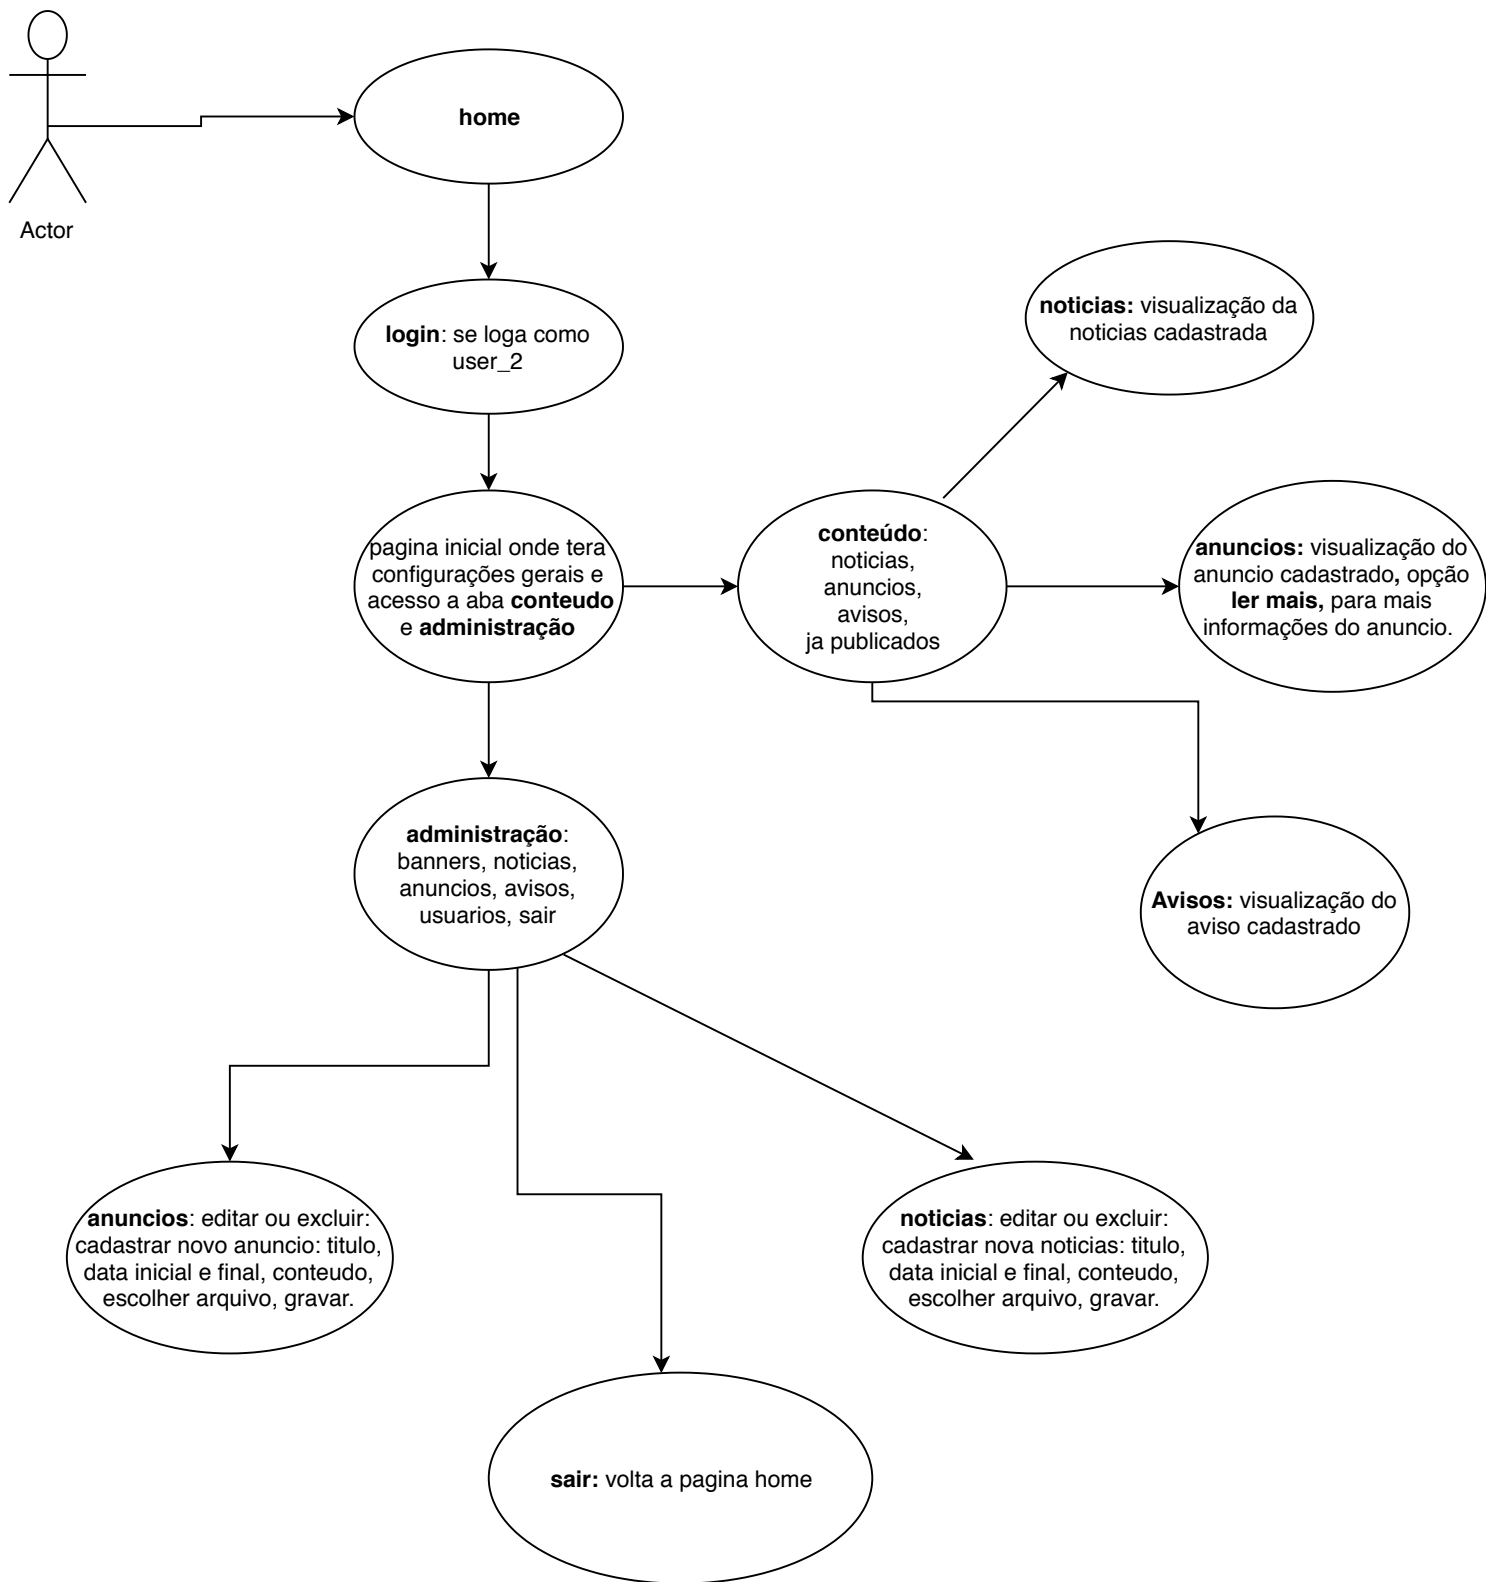 home
Actor
login: se loga como
user_2
noticias: visualização da
noticias cadastrada
pagina inicial onde tera
configurações gerais e
acesso a aba conteudo
e administração
conteúdo:
noticias,
anuncios,
avisos,
ja publicados
anuncios: visualização do
anuncio cadastrado, opção
ler mais, para mais
informações do anuncio.
administração:
banners, noticias,
anuncios, avisos,
usuarios, sair
Avisos: visualização do
aviso cadastrado
anuncios: editar ou excluir:
cadastrar novo anuncio: titulo,
data inicial e final, conteudo,
escolher arquivo, gravar.
noticias: editar ou excluir:
cadastrar nova noticias: titulo,
data inicial e final, conteudo,
escolher arquivo, gravar.
sair: volta a pagina home